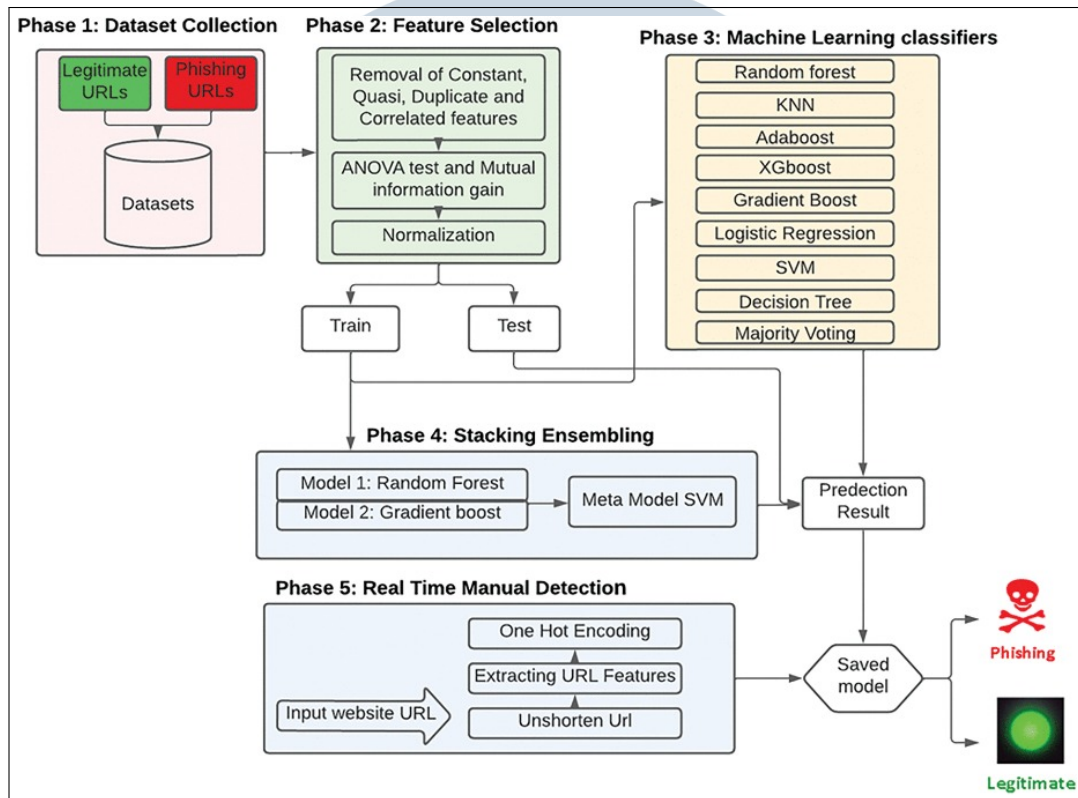 Phase 1: Dataset Collection
Legitimate
URLs
Phishing
URLs
Datasets
Phase 2: Feature Selection
Removal of Constant,
Quasi, Duplicate and
Correlated features
ANOVA test and Mutual
information gain
Normalization
Train
Test
Phase 3: Machine Learning classifiers
Random forest
KNN
Adaboost
XGboost
Gradient Boost
Logistic Regression
SVM
Decision Tree
Majority Voting
Phase 4: Stacking Ensembling
Model 1: Random Forest
Model 2: Gradient boost
Meta Model SVM
Predection
Result
Phase 5: Real Time Manual Detection
Input website URL
One Hot Encoding
Extracting URL Features
Unshorten Url
Saved
model
Phishing
Legitimate